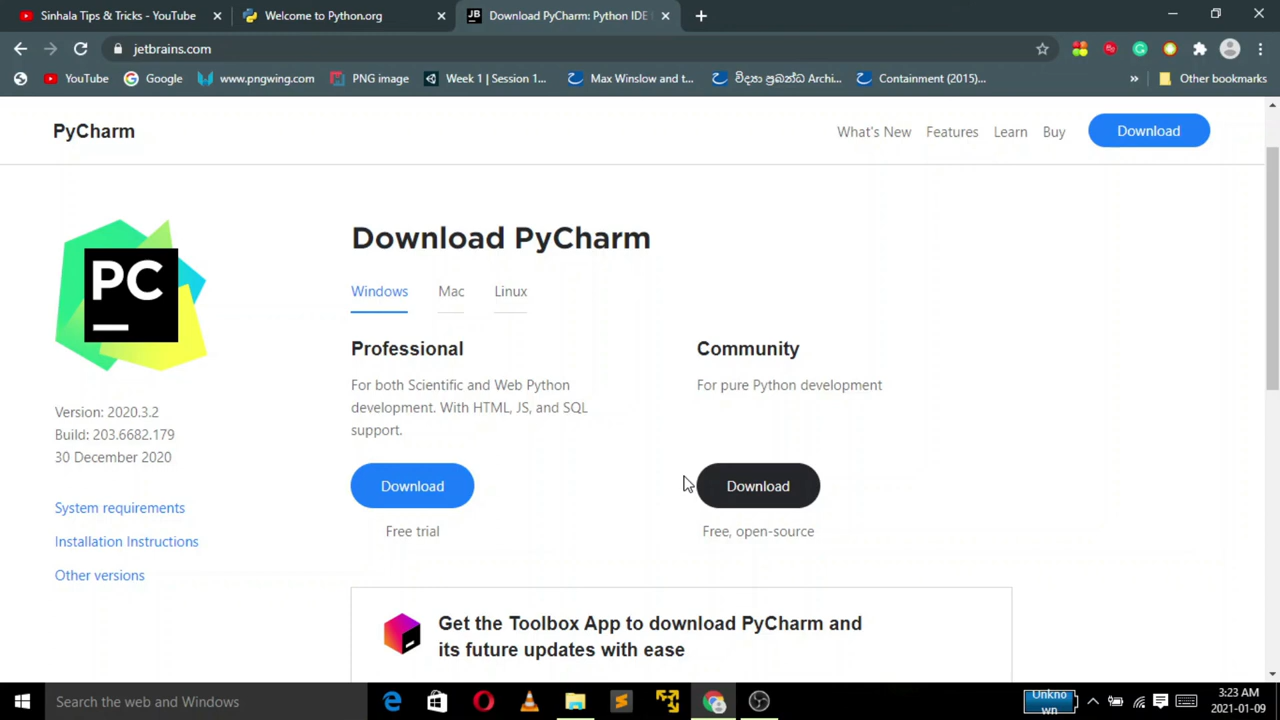 Sinhala Tips & Tricks - YouTube
Welcome to Python.org
Download PyCharm: Python IDE
jetbrains.com
YouTube
Google
www.pngwing.com
PNG image
Week 1 | Session 1...
Max Winslow and t...
විද්‍යා ප්‍රබන්ධ Archi...
Containment (2015)...
»
Other bookmarks
PyCharm
What's New
Features
Learn
Buy
Download
PC
Download PyCharm
Windows
Mac
Linux
Professional
Community
For both Scientific and Web Python
development. With HTML, JS, and SQL
support.
For pure Python development
Version: 2020.3.2
Build: 203.6682.179
30 December 2020
Download
Download
Free trial
Free, open-source
System requirements
Installation Instructions
Other versions
Get the Toolbox App to download PyCharm and
its future updates with ease
Search the web and Windows
Unkno
wn
3:23 AM
2021-01-09